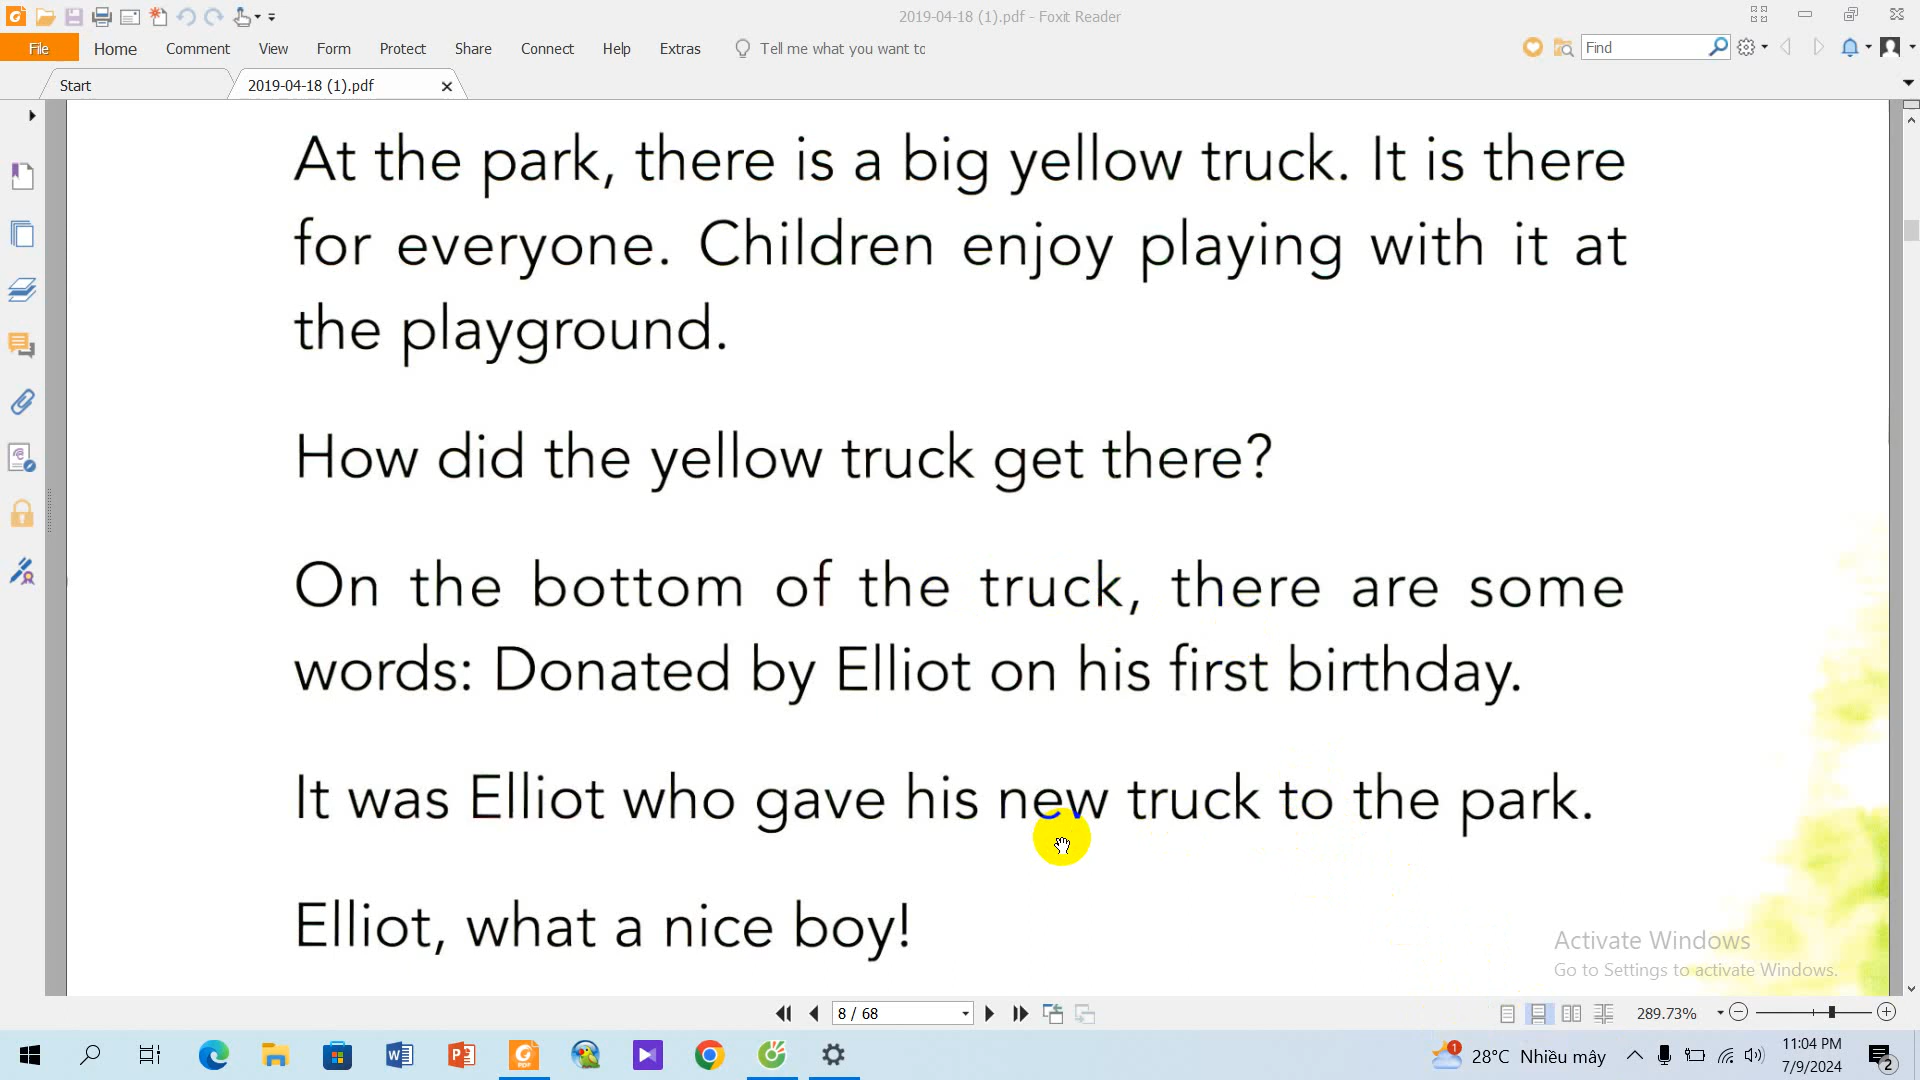 2019-04-18 (1).pdf - Foxit Reader
File Home Comment View Form Protect Share Connect Help Extras Tell me what you want to Find
Start 2019-04-18 (1).pdf
At the park, there is a big yellow truck. It is there
for everyone. Children enjoy playing with it at
the playground.
How did the yellow truck get there?
On the bottom of the truck, there are some
words: Donated by Elliot on his first birthday.
It was Elliot who gave his new truck to the park.
Elliot, what a nice boy!
Activate Windows
Go to Settings to activate Windows.
8 / 68 289.73%
28°C Nhiều mây 11:04 PM
7/9/2024